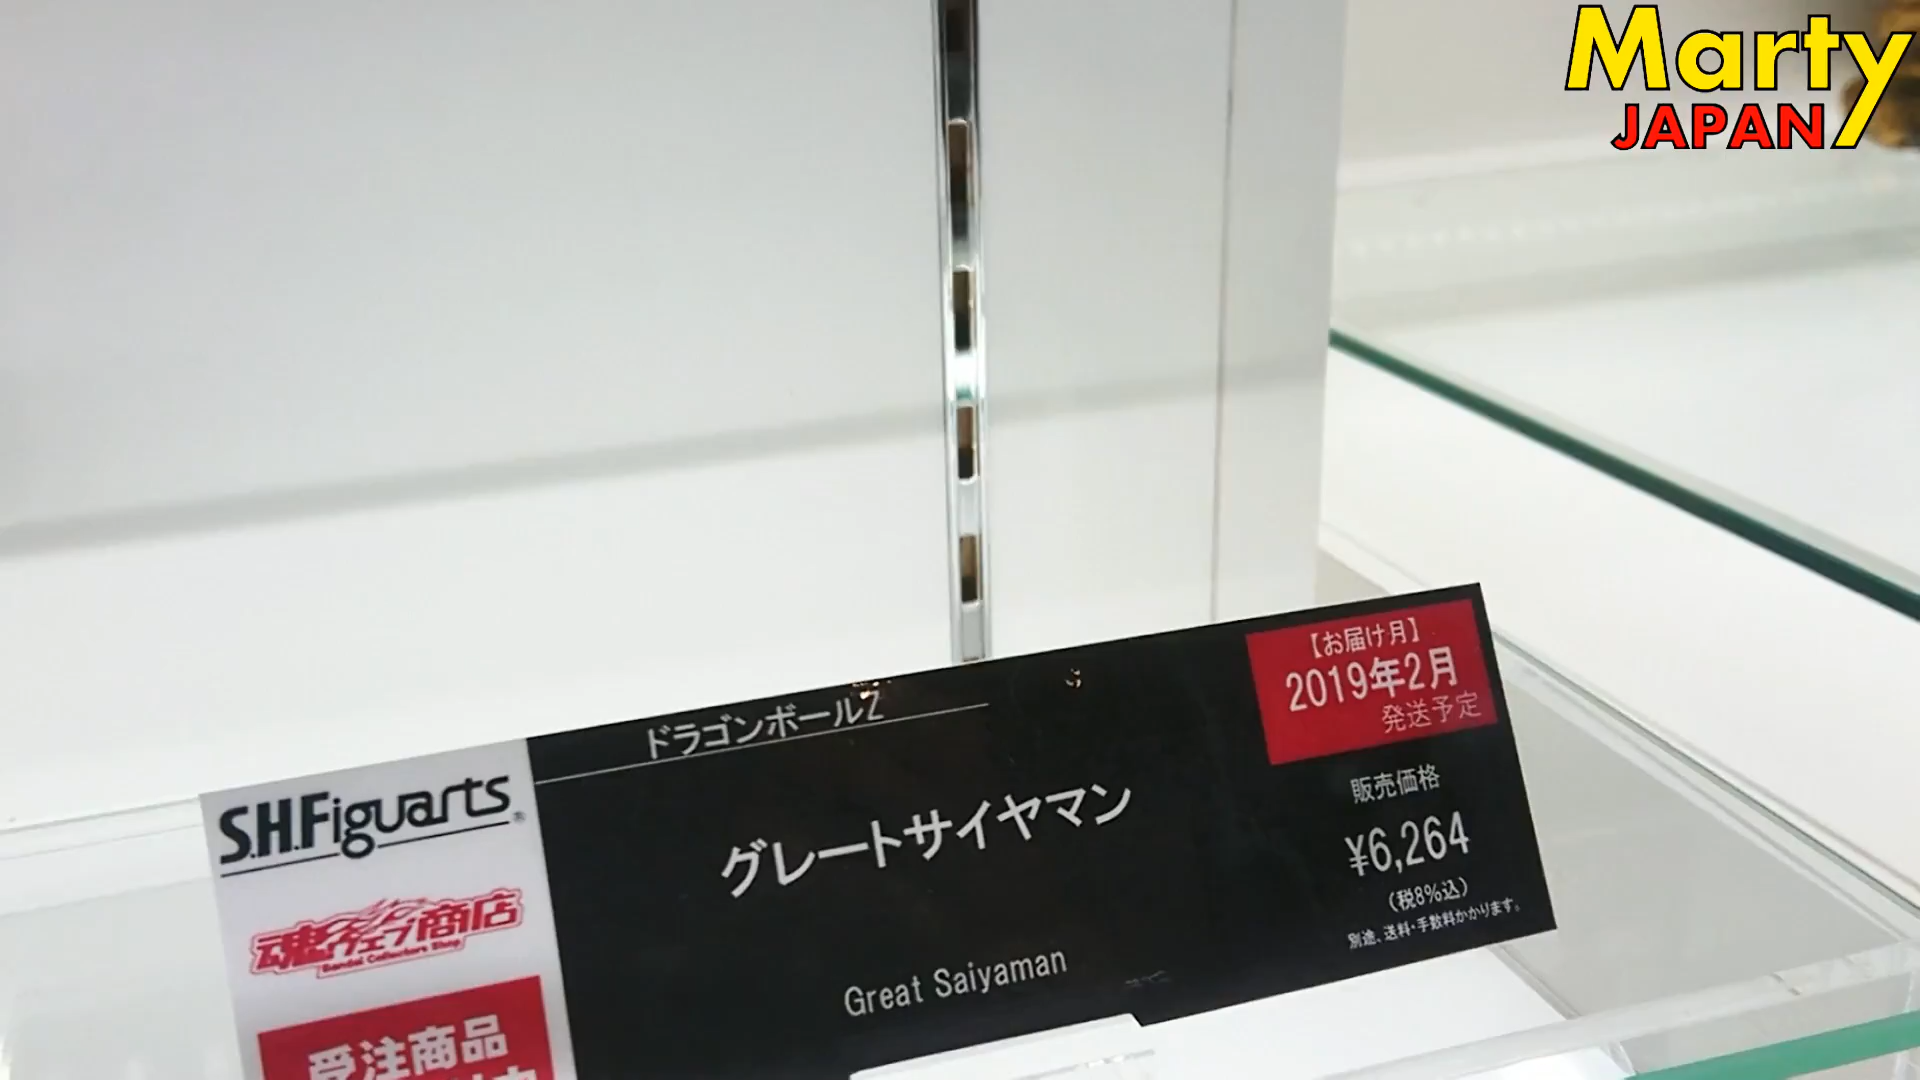 Marty
JAPAN
【お届け月】
2019年2月
発送予定
ドラゴンボールZ
S.H.Figuarts®
グレートサイヤマン
販売価格
¥6,264
(税8%込)
別途、送料・手数料かかります。
魂ウェブ商店
Bandai Collectors Shop
Great Saiyaman
受注商品